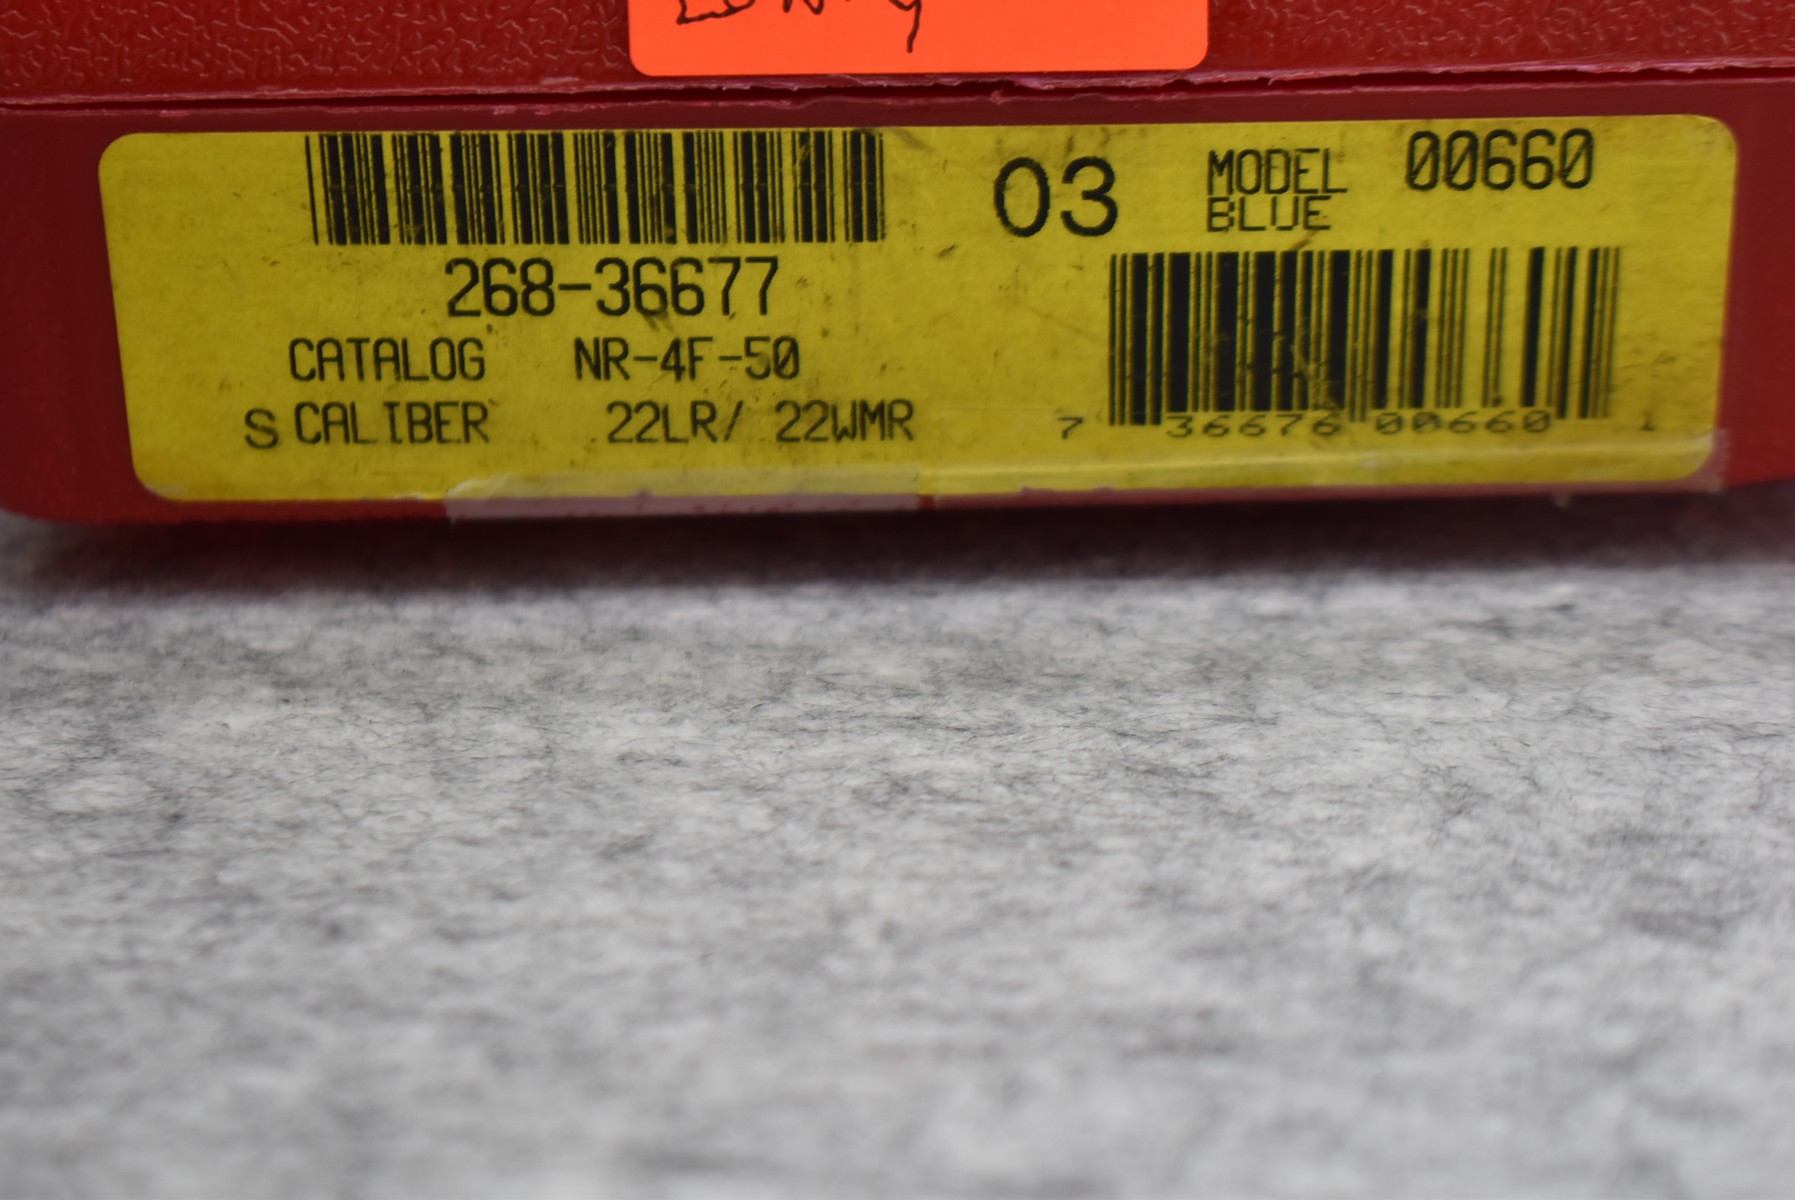 268-36677
CATALOG NR-4F-50
S CALIBER .22LR/ 22WMR
03
MODEL 00660
BLUE
7 36676 00660 1